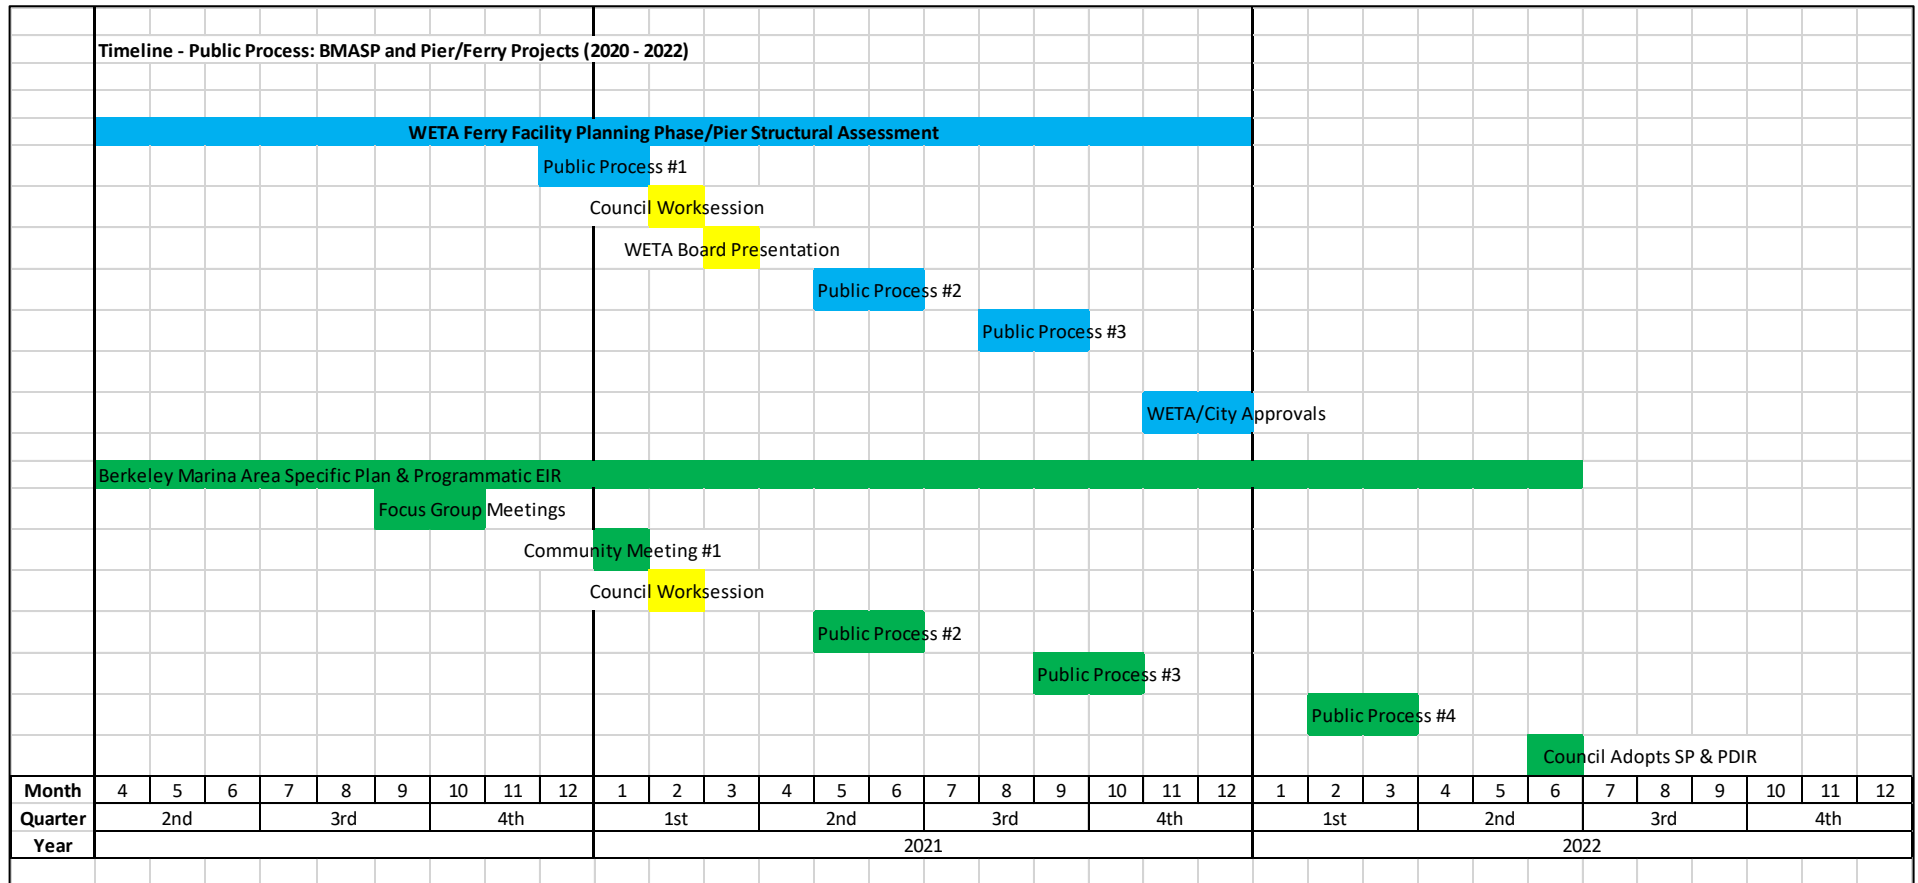 Timeline - Public Process: BMASP and Pier/Ferry Projects (2020 - 2022)
WETA Ferry Facility Planning Phase/Pier Structural Assessment
Public Process #1
Council Worksession
WETA Board Presentation
Public Process #2
Public Process #3
WETA/City Approvals
Berkeley Marina Area Specific Plan & Programmatic EIR
Focus Group Meetings
Community Meeting #1
Council Worksession
Public Process #2
Public Process #3
Public Process #4
Council Adopts SP & PDIR
Month 4 5 6 7 8 9 10 11 12 1 2 3 4 5 6 7 8 9 10 11 12 1 2 3 4 5 6 7 8 9 10 11 12
Quarter 2nd 3rd 4th 1st 2nd 3rd 4th 1st 2nd 3rd 4th
Year 2021 2022